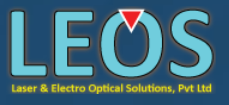 LEOS
Laser & Electro Optical Solutions, Pvt Ltd